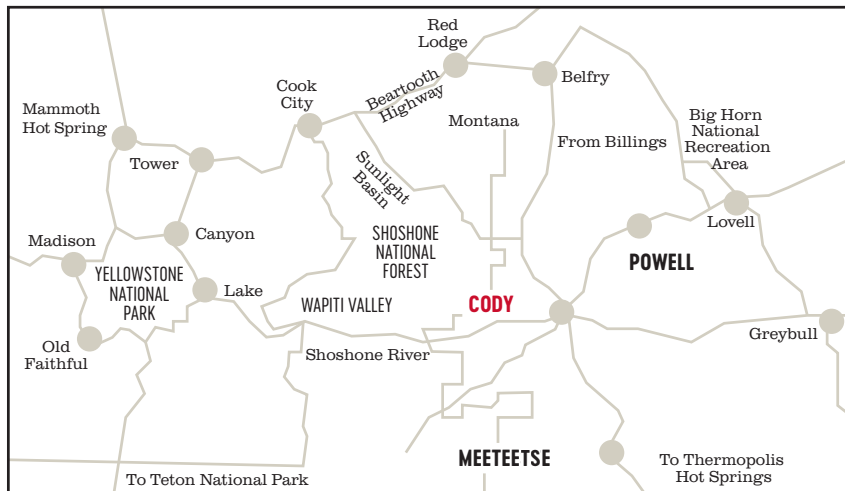 Red
Lodge
Cook
City
Beartooth
Highway
Belfry
Mammoth
Hot Spring
Montana
Big Horn
National
Recreation
Area
From Billings
Tower
Sunlight
Basin
Lovell
Madison
Canyon
SHOSHONE
NATIONAL
FOREST
POWELL
YELLOWSTONE
NATIONAL
PARK
Lake
WAPITI VALLEY
CODY
Greybull
Old
Faithful
Shoshone River
MEETEETSE
To Thermopolis
Hot Springs
To Teton National Park